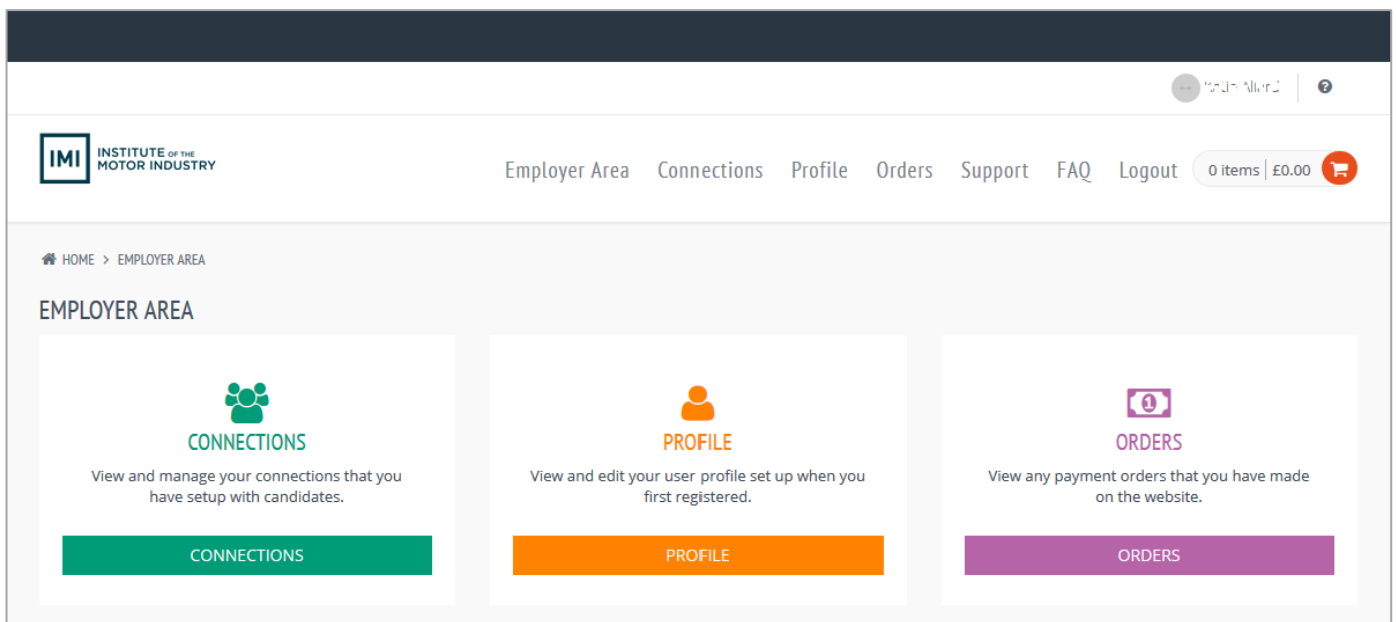 IMI INSTITUTE OF THE
MOTOR INDUSTRY
Employer Area Connections Profile Orders Support FAQ Logout 0 items £0.00
HOME > EMPLOYER AREA
EMPLOYER AREA
CONNECTIONS
View and manage your connections that you
have setup with candidates.
CONNECTIONS
PROFILE
View and edit your user profile set up when you
first registered.
PROFILE
ORDERS
View any payment orders that you have made
on the website.
ORDERS